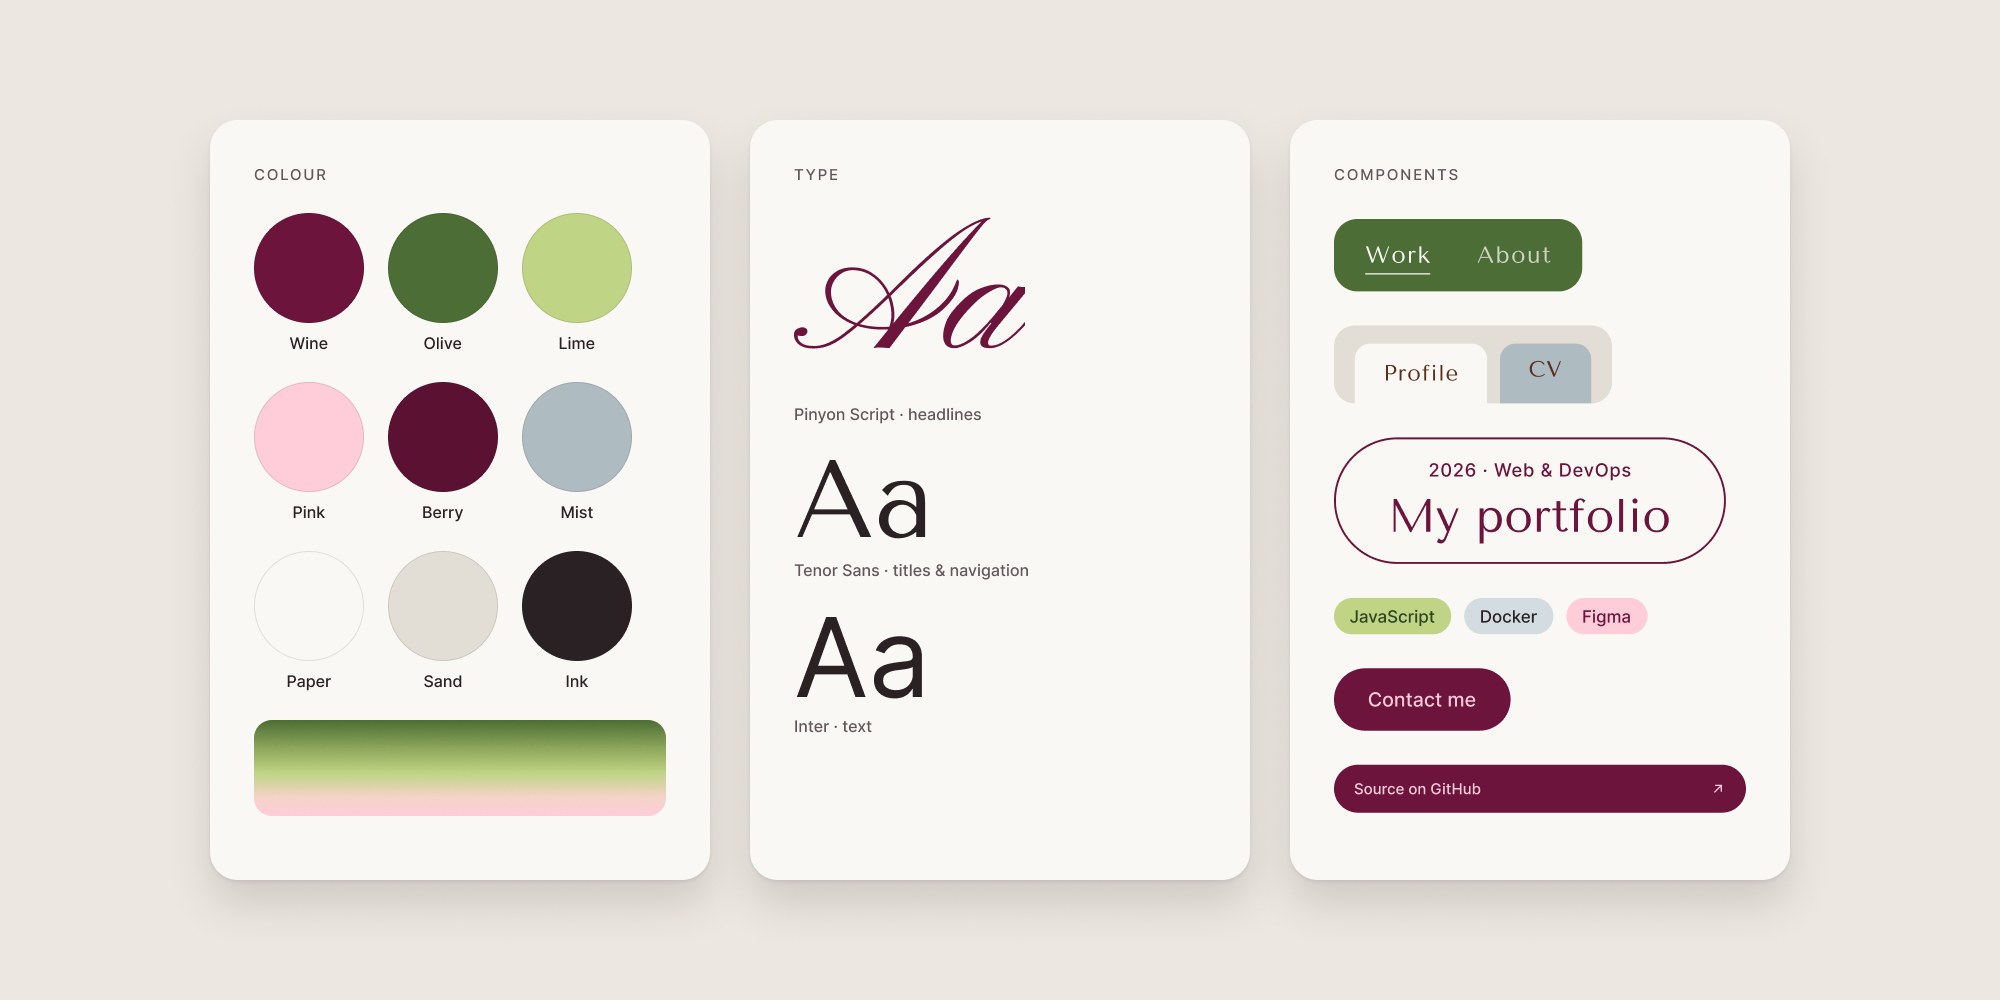 COLOUR
Wine
Olive
Lime
Pink
Berry
Mist
Paper
Sand
Ink
TYPE
Aa
Pinyon Script · headlines
Aa
Tenor Sans · titles & navigation
Aa
Inter · text
COMPONENTS
Work About
Profile CV
2026 · Web & DevOps
My portfolio
JavaScript Docker Figma
Contact me
Source on GitHub